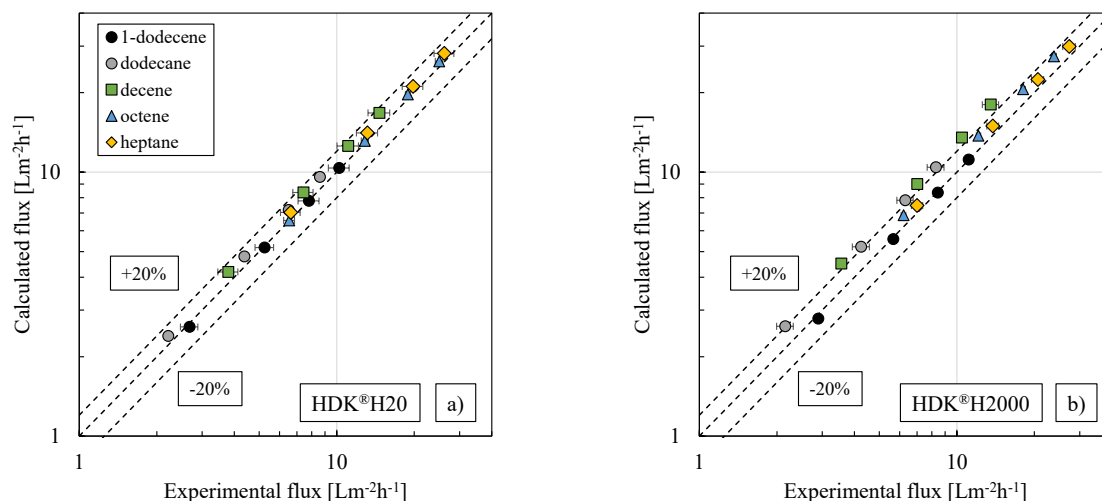 1-dodecene
dodecane
decene
octene
heptane
10
1
+20%
-20%
HDK®H20
a)
1
10
Calculated flux [Lm⁻²h⁻¹]
Experimental flux [Lm⁻²h⁻¹]
10
1
+20%
-20%
HDK®H2000
b)
1
10
Calculated flux [Lm⁻²h⁻¹]
Experimental flux [Lm⁻²h⁻¹]